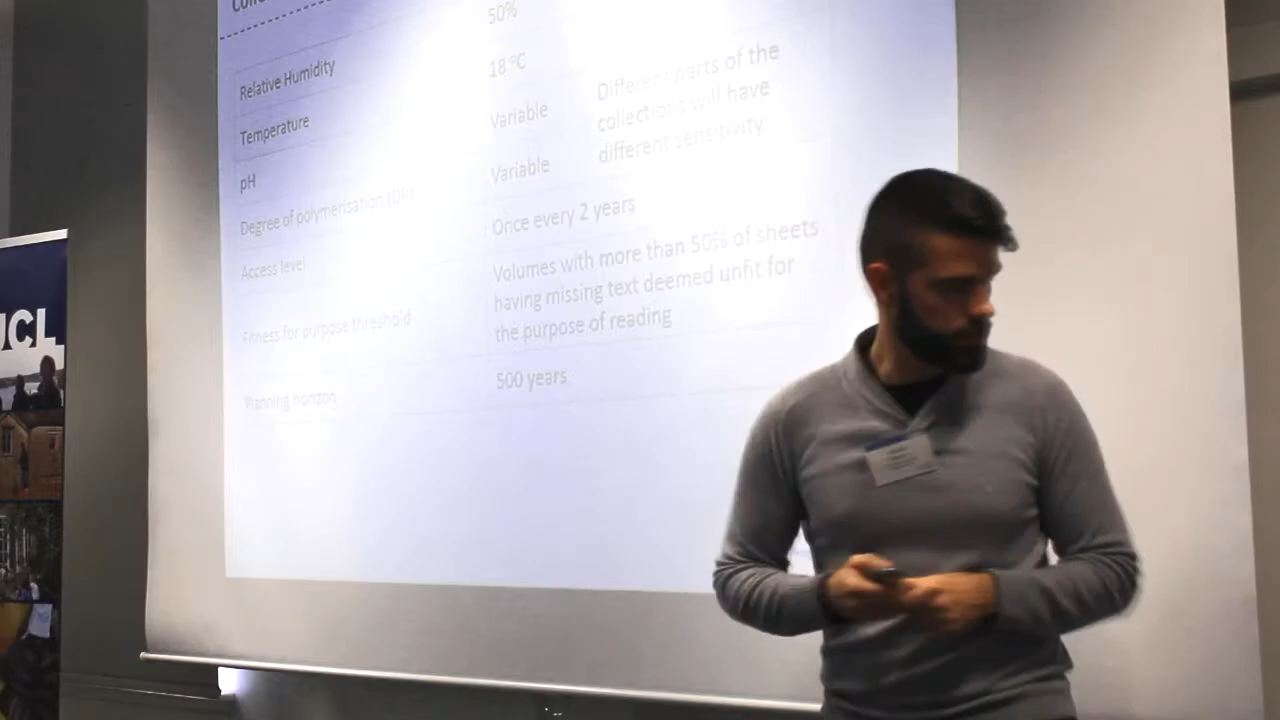 50%
Relative Humidity
18 °C
Temperature
Variable
Different parts of the
collections will have
different sensitivity
pH
Variable
Degree of polymerisation (DP)
Once every 2 years
Access level
Volumes with more than 50% of sheets
having missing text deemed unfit for
the purpose of reading
Fitness for purpose threshold
500 years
Planning horizon
UCL